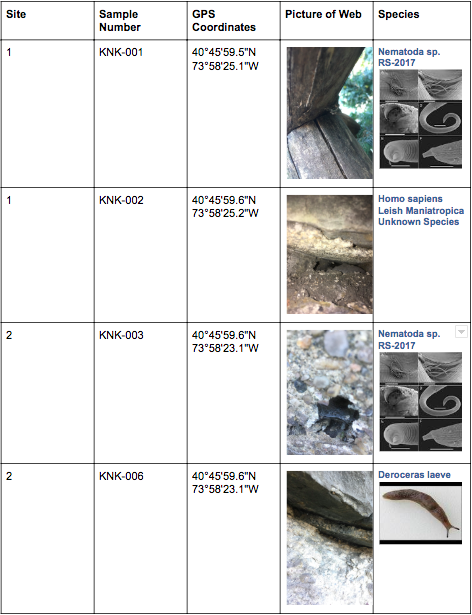 Site
Sample
Number
GPS
Coordinates
Picture of Web
Species
1
KNK-001
40°45'59.5"N
73°58'25.1"W
Nematoda sp.
RS-2017
1
KNK-002
40°45'59.6"N
73°58'25.2"W
Homo sapiens
Leish Maniatropica
Unknown Species
2
KNK-003
40°45'59.6"N
73°58'23.1"W
Nematoda sp.
RS-2017
2
KNK-006
40°45'59.6"N
73°58'23.1"W
Deroceras laeve